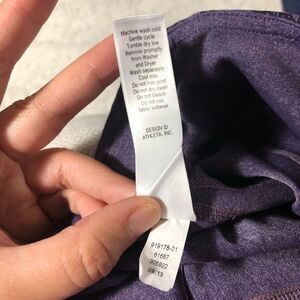 Machine wash cold
Gentle cycle
Tumble dry low
Remove promptly
from Washer
and Dryer
Wash separately
Cool iron
Do not iron print
Do not dry clean
Do not bleach
Do not use
fabric softener
DESIGN ©
ATHLETA, INC.
919178-01
61667
305922
09/13